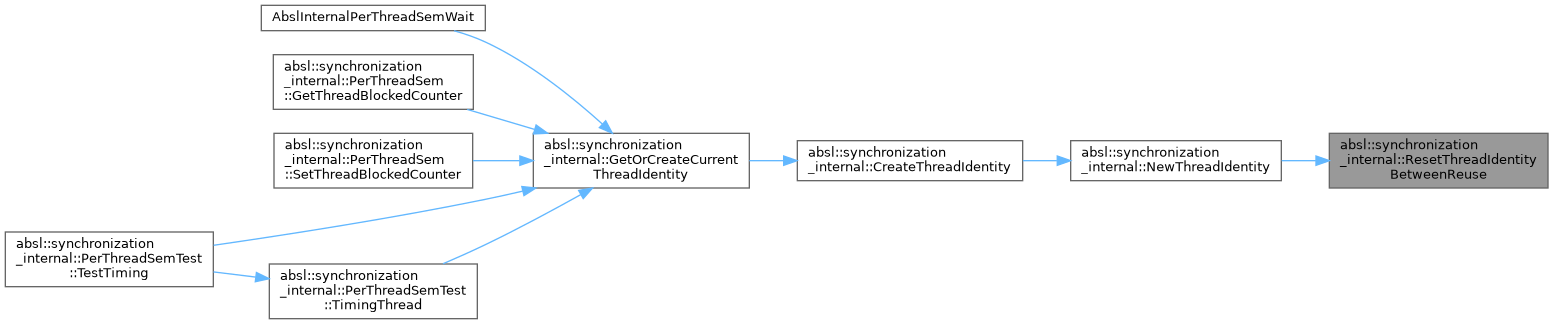 AbslInternalPerThreadSemWait
absl::synchronization
_internal::PerThreadSem
::GetThreadBlockedCounter
absl::synchronization
_internal::PerThreadSem
::SetThreadBlockedCounter
absl::synchronization
_internal::PerThreadSemTest
::TestTiming
absl::synchronization
_internal::PerThreadSemTest
::TimingThread
absl::synchronization
_internal::GetOrCreateCurrent
ThreadIdentity
absl::synchronization
_internal::CreateThreadIdentity
absl::synchronization
_internal::NewThreadIdentity
absl::synchronization
_internal::ResetThreadIdentity
BetweenReuse